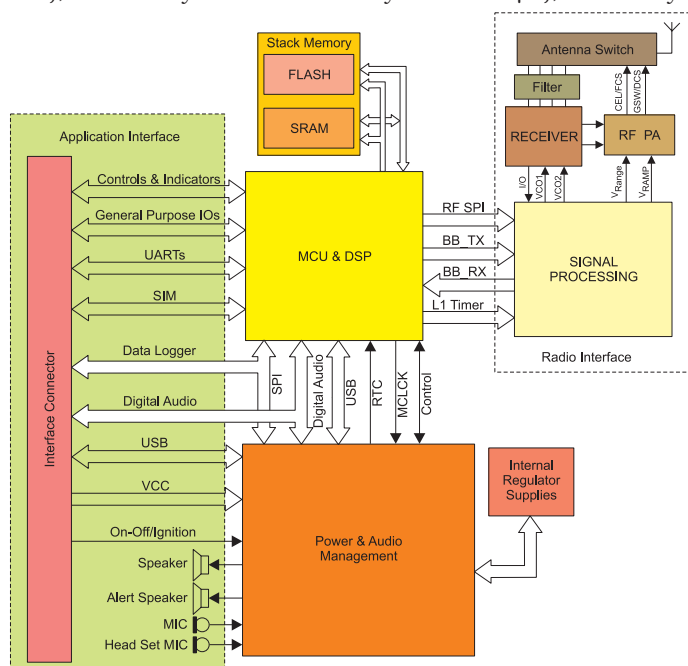 Stack Memory
FLASH
SRAM
Antenna Switch
Filter
CEL/FCS
GSW/DCS
RECEIVER
RF PA
I/O
VCO1
VCO2
VRange
VRAMP
SIGNAL
PROCESSING
Radio Interface
Application Interface
Interface Connector
Controls & Indicators
General Purpose IOs
UARTs
SIM
Data Logger
Digital Audio
USB
VCC
On-Off/Ignition
Speaker
Alert Speaker
MIC
Head Set MIC
MCU & DSP
RF SPI
BB_TX
BB_RX
L1 Timer
SPI
Digital Audio
USB
RTC
MCLCK
Control
Power & Audio
Management
Internal
Regulator
Supplies